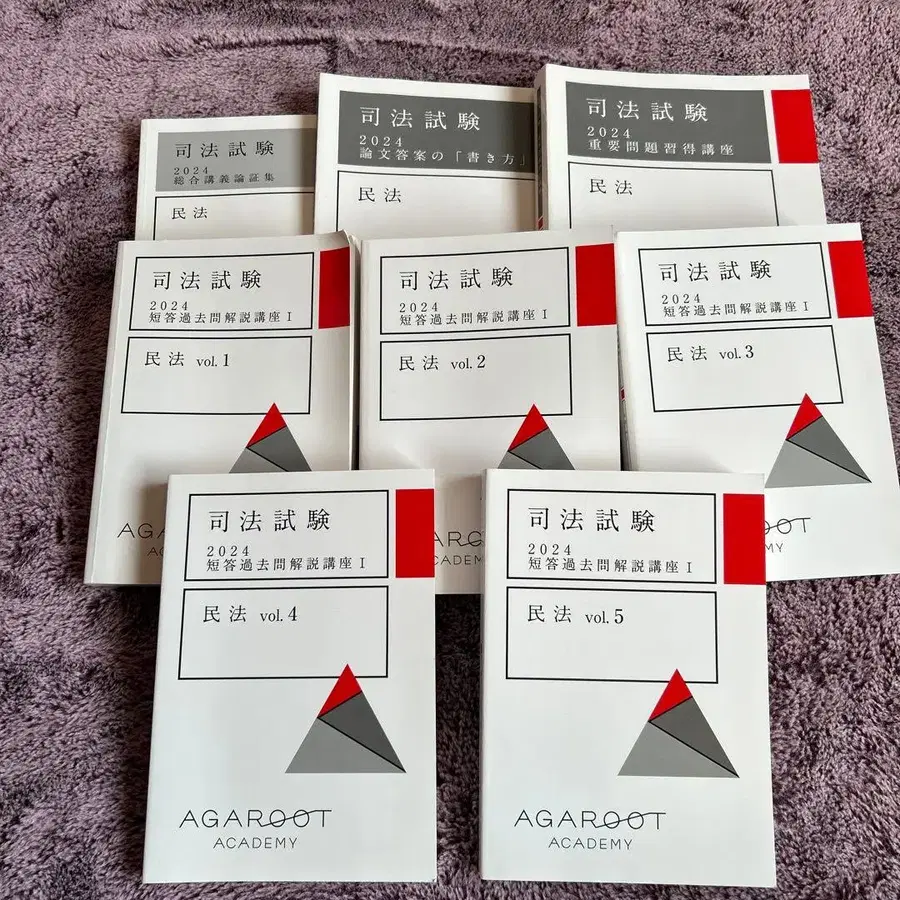 司法試験
2024
総合講義論証集
民法
司法試験
2024
論文答案の「書き方」
民法
司法試験
2024
重要問題習得講座
民法
司法試験
2024
短答過去問解説講座Ⅰ
民法 vol.1
司法試験
2024
短答過去問解説講座Ⅰ
民法 vol.2
司法試験
2024
短答過去問解説講座Ⅰ
民法 vol.3
司法試験
2024
短答過去問解説講座Ⅰ
民法 vol.4
AGAROOT
ACADEMY
司法試験
2024
短答過去問解説講座Ⅰ
民法 vol.5
AGAROOT
ACADEMY